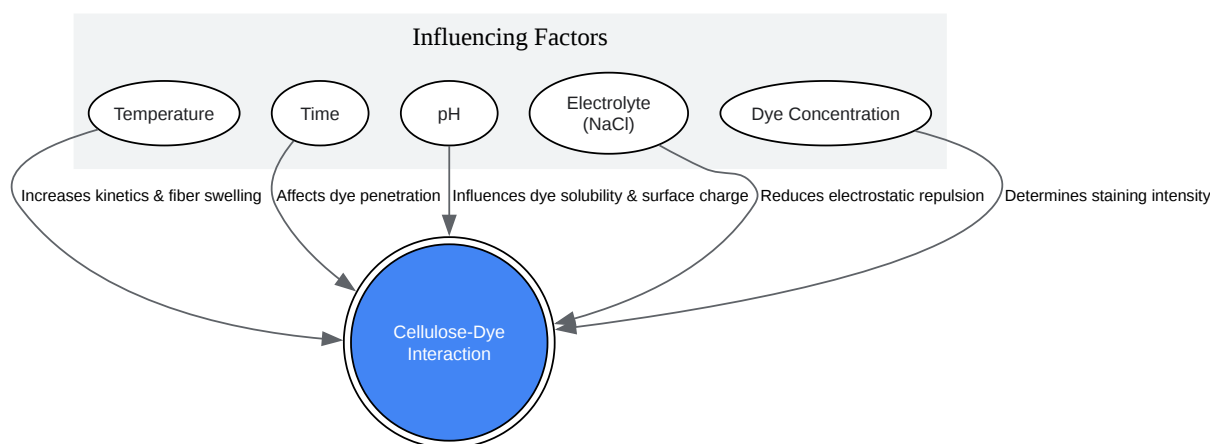 Influencing Factors
Temperature
Time
pH
Electrolyte
(NaCl)
Dye Concentration
Increases kinetics & fiber swelling
Affects dye penetration
Influences dye solubility & surface charge
Reduces electrostatic repulsion
Determines staining intensity
Cellulose-Dye
Interaction